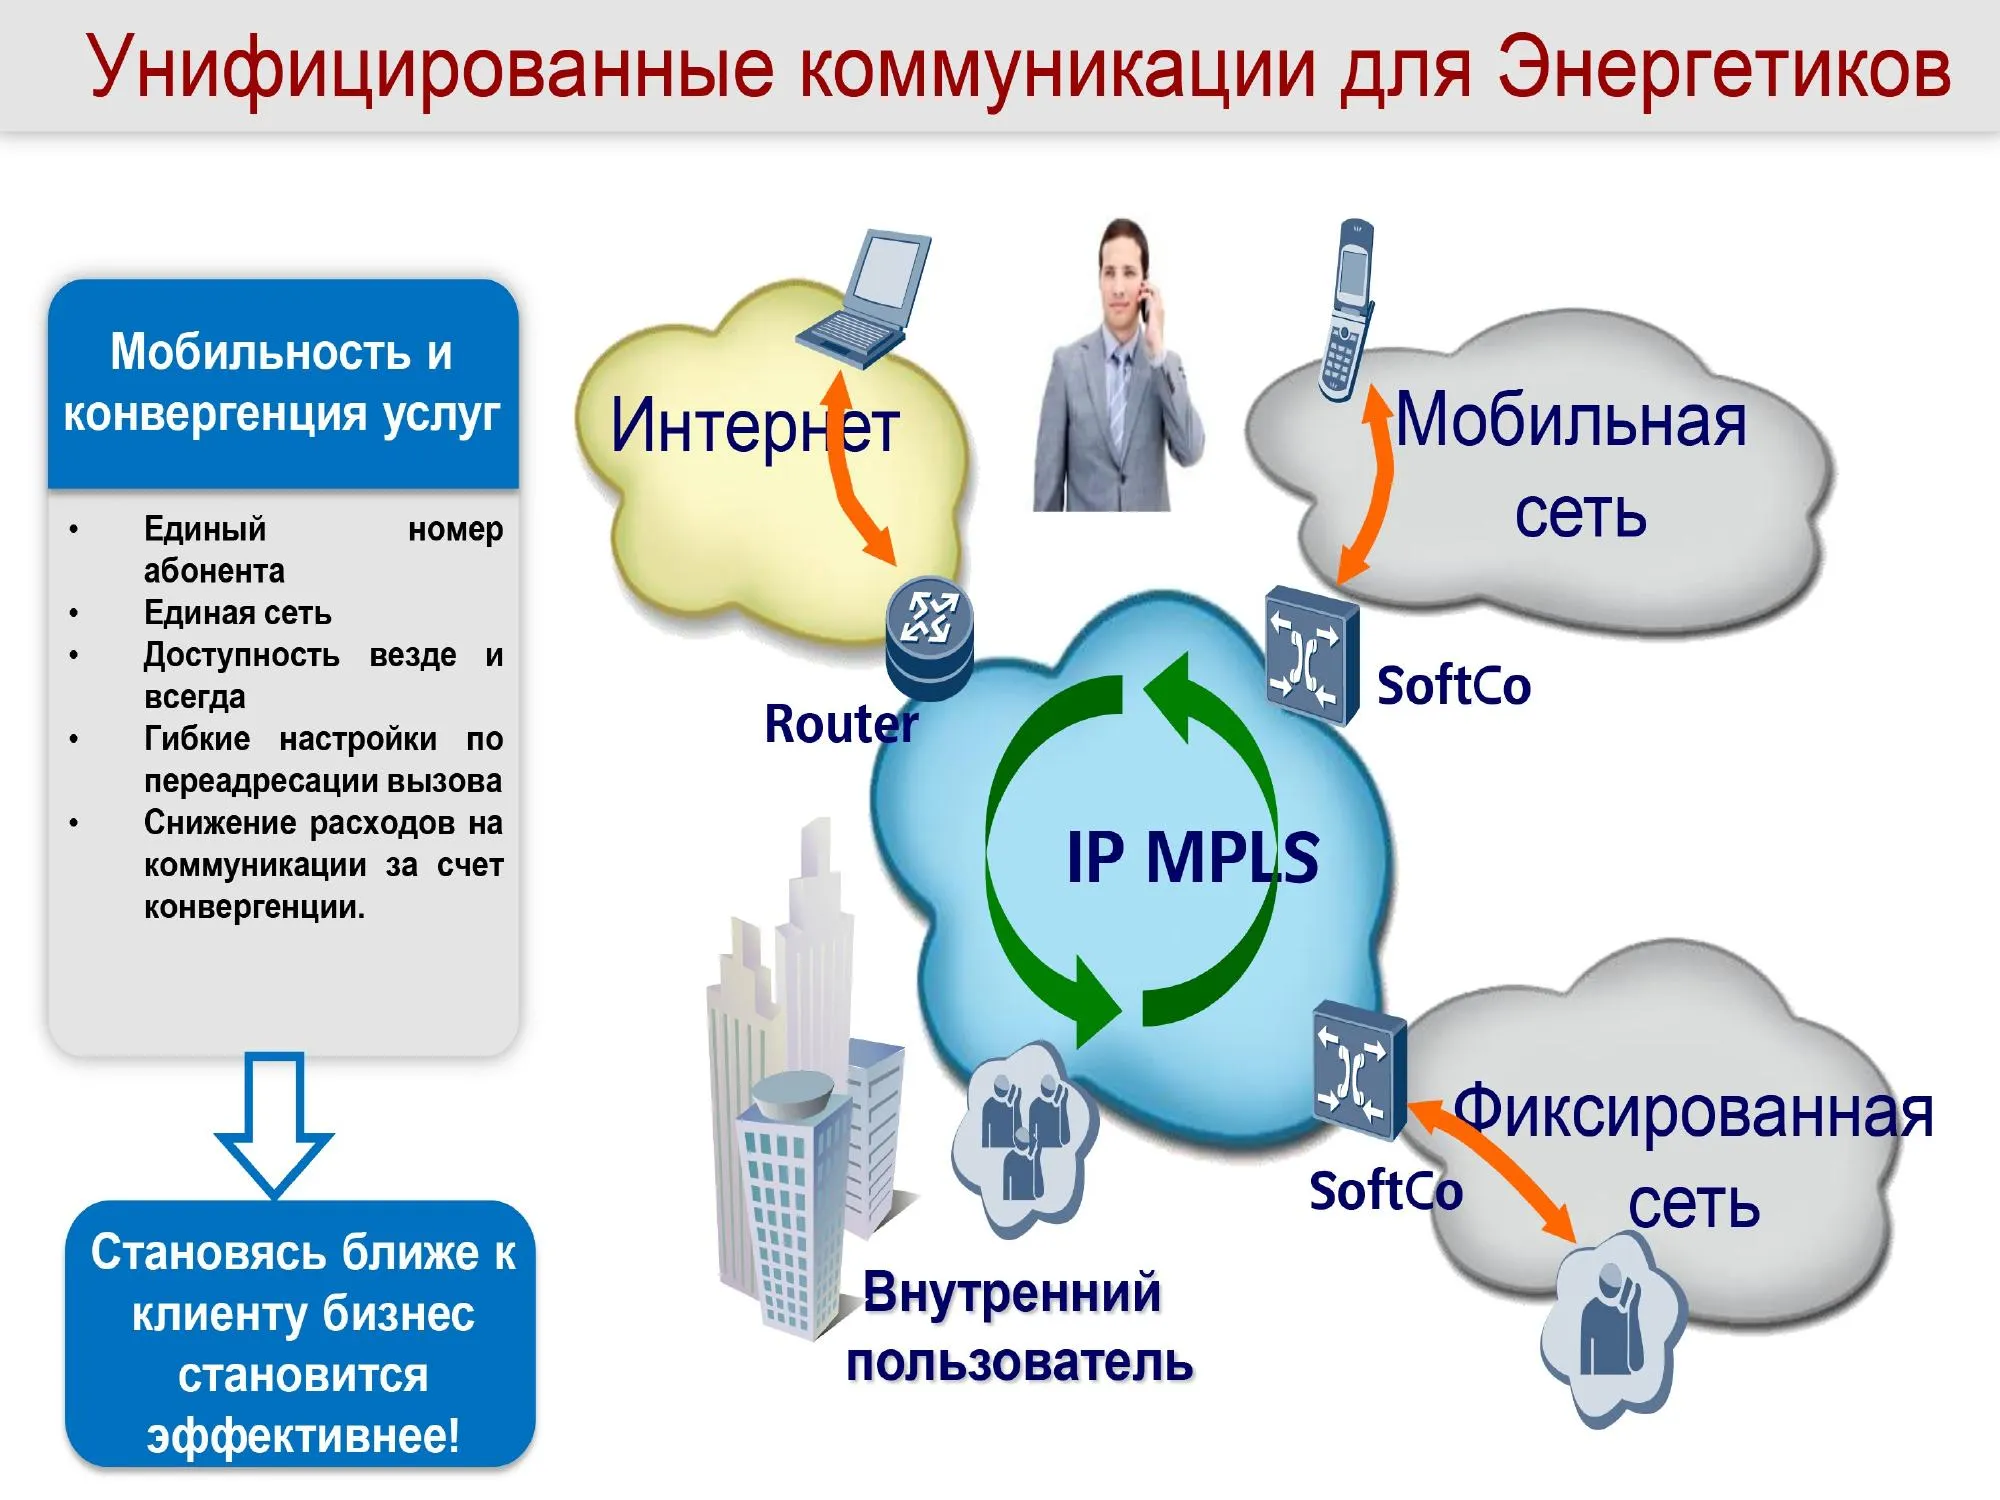 Унифицированные коммуникации для Энергетиков
Мобильность и
конвергенция услуг
• Единый номер
абонента
• Единая сеть
• Доступность везде и
всегда
• Гибкие настройки по
переадресации вызова
• Снижение расходов на
коммуникации за счет
конвергенции.
Становясь ближе к
клиенту бизнес
становится
эффективнее!
Интернет
Мобильная
сеть
Router
SoftCo
IP MPLS
Фиксированная
сеть
SoftCo
Внутренний
пользователь